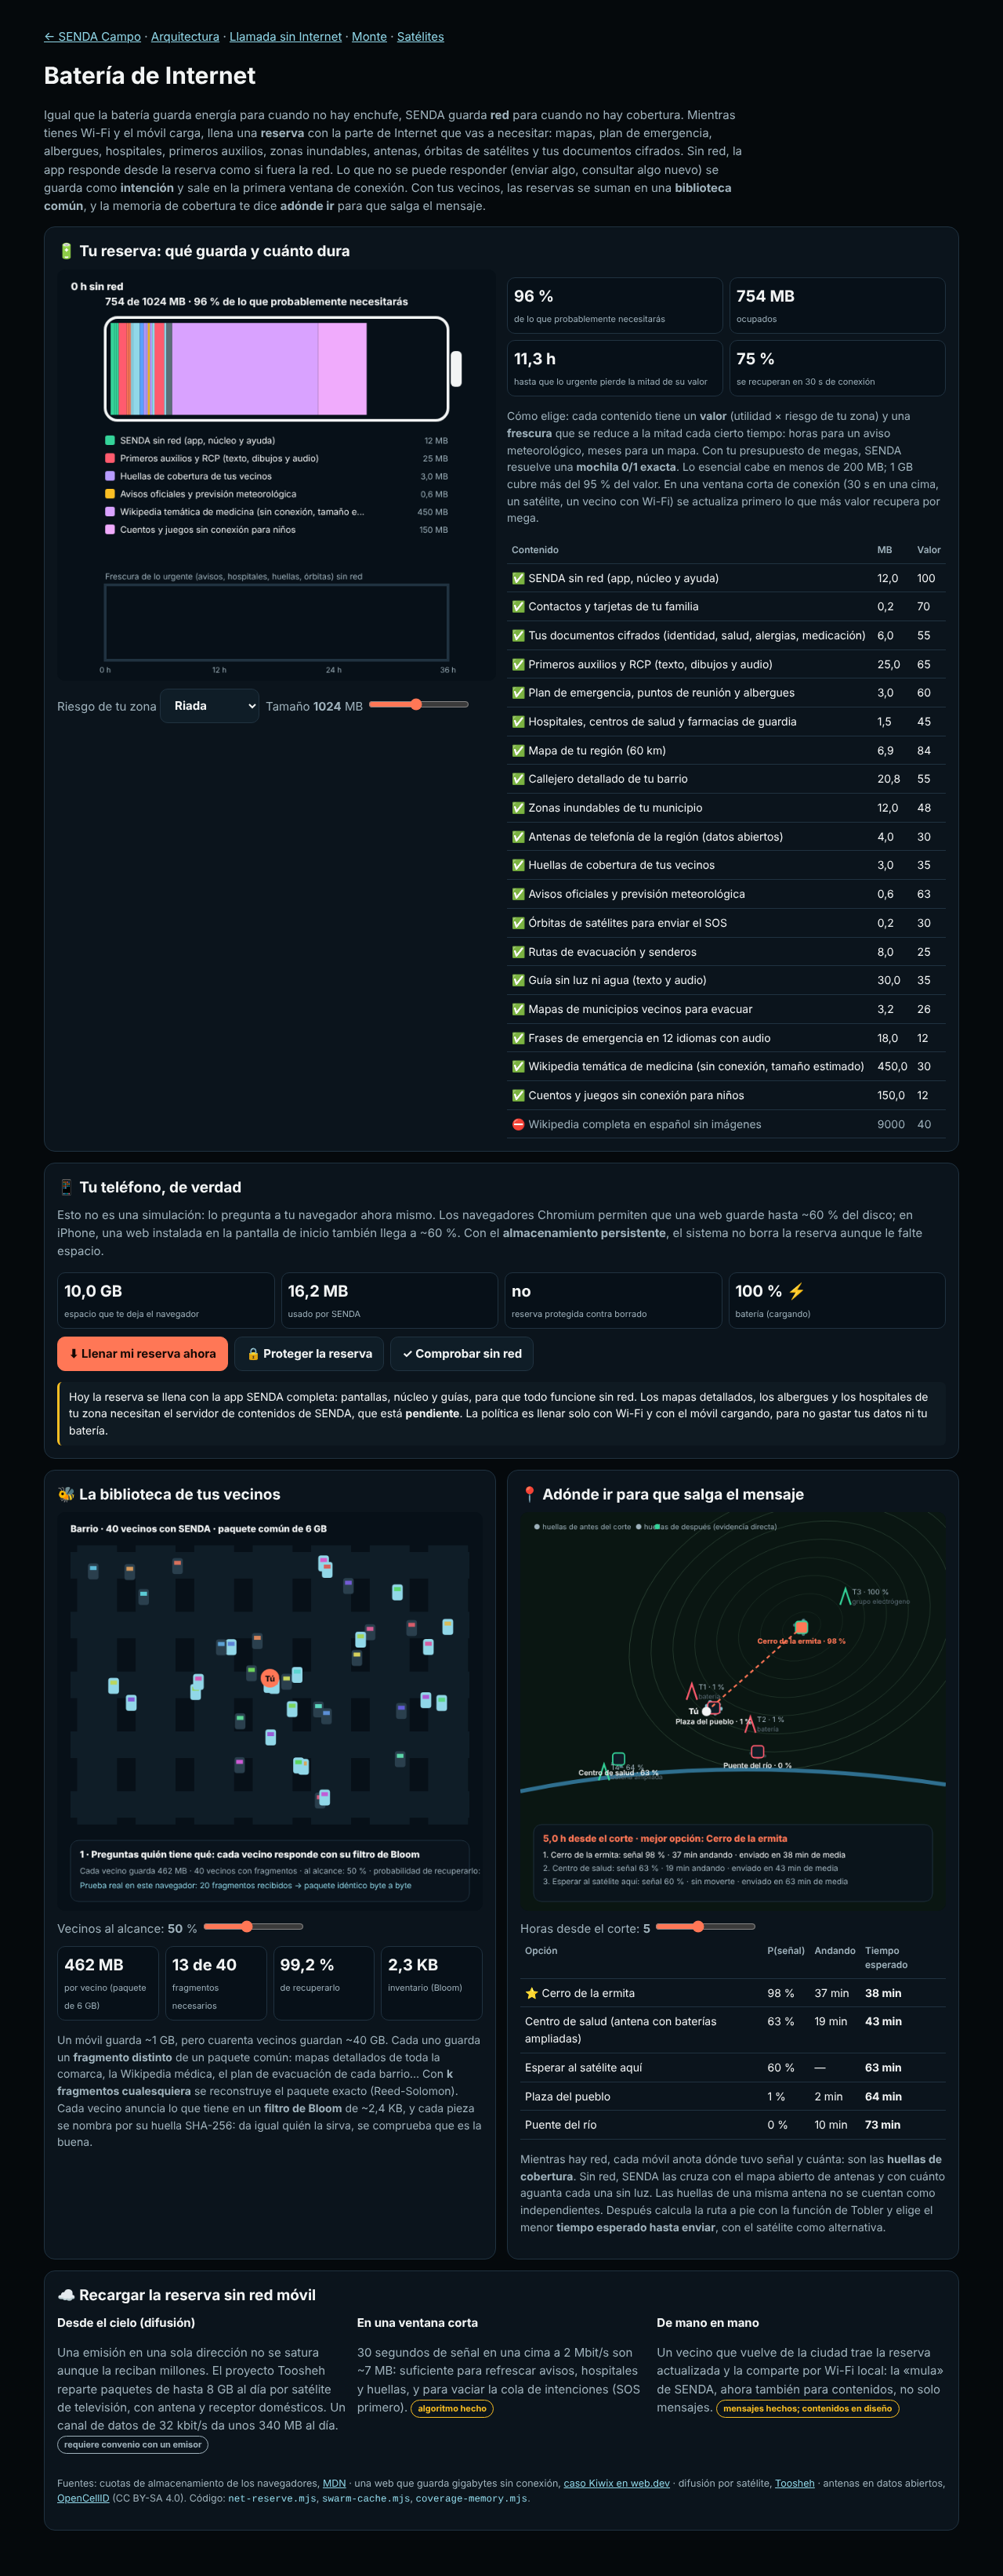 ← SENDA Campo · Arquitectura · Llamada sin Internet · Monte · Satélites
Batería de Internet
Igual que la batería guarda energía para cuando no hay enchufe, SENDA guarda red para cuando no hay cobertura. Mientras
tienes Wi-Fi y el móvil carga, llena una reserva con la parte de Internet que vas a necesitar: mapas, plan de emergencia,
albergues, hospitales, primeros auxilios, zonas inundables, antenas, órbitas de satélites y tus documentos cifrados. Sin red, la
app responde desde la reserva como si fuera la red. Lo que no se puede responder (enviar algo, consultar algo nuevo) se
guarda como intención y sale en la primera ventana de conexión. Con tus vecinos, las reservas se suman en una biblioteca
común, y la memoria de cobertura te dice adónde ir para que salga el mensaje.
🔋 Tu reserva: qué guarda y cuánto dura
0 h sin red
754 de 1024 MB · 96 % de lo que probablemente necesitarás
SENDA sin red (app, núcleo y ayuda) 12 MB
Primeros auxilios y RCP (texto, dibujos y audio) 25 MB
Huellas de cobertura de tus vecinos 3,0 MB
Avisos oficiales y previsión meteorológica 0,6 MB
Wikipedia temática de medicina (sin conexión, tamaño e... 450 MB
Cuentos y juegos sin conexión para niños 150 MB
Frescura de lo urgente (avisos, hospitales, huellas, órbitas) sin red
0 h 12 h 24 h 36 h
Riesgo de tu zona Riada Tamaño 1024 MB
96 %
de lo que probablemente necesitarás
754 MB
ocupados
11,3 h
hasta que lo urgente pierde la mitad de su valor
75 %
se recuperan en 30 s de conexión
Cómo elige: cada contenido tiene un valor (utilidad × riesgo de tu zona) y una
frescura que se reduce a la mitad cada cierto tiempo: horas para un aviso
meteorológico, meses para un mapa. Con tu presupuesto de megas, SENDA
resuelve una mochila 0/1 exacta. Lo esencial cabe en menos de 200 MB; 1 GB
cubre más del 95 % del valor. En una ventana corta de conexión (30 s en una cima,
un satélite, un vecino con Wi-Fi) se actualiza primero lo que más valor recupera por
mega.
Contenido MB Valor
✅ SENDA sin red (app, núcleo y ayuda) 12,0 100
✅ Contactos y tarjetas de tu familia 0,2 70
✅ Tus documentos cifrados (identidad, salud, alergias, medicación) 6,0 55
✅ Primeros auxilios y RCP (texto, dibujos y audio) 25,0 65
✅ Plan de emergencia, puntos de reunión y albergues 3,0 60
✅ Hospitales, centros de salud y farmacias de guardia 1,5 45
✅ Mapa de tu región (60 km) 6,9 84
✅ Callejero detallado de tu barrio 20,8 55
✅ Zonas inundables de tu municipio 12,0 48
✅ Antenas de telefonía de la región (datos abiertos) 4,0 30
✅ Huellas de cobertura de tus vecinos 3,0 35
✅ Avisos oficiales y previsión meteorológica 0,6 63
✅ Órbitas de satélites para enviar el SOS 0,2 30
✅ Rutas de evacuación y senderos 8,0 25
✅ Guía sin luz ni agua (texto y audio) 30,0 35
✅ Mapas de municipios vecinos para evacuar 3,2 26
✅ Frases de emergencia en 12 idiomas con audio 18,0 12
✅ Wikipedia temática de medicina (sin conexión, tamaño estimado) 450,0 30
✅ Cuentos y juegos sin conexión para niños 150,0 12
⛔ Wikipedia completa en español sin imágenes 9000 40
📱 Tu teléfono, de verdad
Esto no es una simulación: lo pregunta a tu navegador ahora mismo. Los navegadores Chromium permiten que una web guarde hasta ~60 % del disco; en
iPhone, una web instalada en la pantalla de inicio también llega a ~60 %. Con el almacenamiento persistente, el sistema no borra la reserva aunque le falte
espacio.
10,0 GB
espacio que te deja el navegador
16,2 MB
usado por SENDA
no
reserva protegida contra borrado
100 % ⚡
batería (cargando)
⬇ Llenar mi reserva ahora 🔒 Proteger la reserva ✓ Comprobar sin red
Hoy la reserva se llena con la app SENDA completa: pantallas, núcleo y guías, para que todo funcione sin red. Los mapas detallados, los albergues y los hospitales de
tu zona necesitan el servidor de contenidos de SENDA, que está pendiente. La política es llenar solo con Wi-Fi y con el móvil cargando, para no gastar tus datos ni tu
batería.
🐝 La biblioteca de tus vecinos
Barrio · 40 vecinos con SENDA · paquete común de 6 GB
Tú
1 · Preguntas quién tiene qué: cada vecino responde con su filtro de Bloom
Cada vecino guarda 462 MB · 40 vecinos con fragmentos · al alcance: 50 % · probabilidad de recuperarlo:
Prueba real en este navegador: 20 fragmentos recibidos → paquete idéntico byte a byte
Vecinos al alcance: 50 %
462 MB
por vecino (paquete
de 6 GB)
13 de 40
fragmentos
necesarios
99,2 %
de recuperarlo
2,3 KB
inventario (Bloom)
Un móvil guarda ~1 GB, pero cuarenta vecinos guardan ~40 GB. Cada uno guarda
un fragmento distinto de un paquete común: mapas detallados de toda la
comarca, la Wikipedia médica, el plan de evacuación de cada barrio... Con k
fragmentos cualesquiera se reconstruye el paquete exacto (Reed-Solomon).
Cada vecino anuncia lo que tiene en un filtro de Bloom de ~2,4 KB, y cada pieza
se nombra por su huella SHA-256: da igual quién la sirva, se comprueba que es la
buena.
📍 Adónde ir para que salga el mensaje
huellas de antes del corte huellas de después (evidencia directa)
T3 · 100 %
grupo electrógeno
Cerro de la ermita · 98 %
T1 · 1 %
batería
Tú
Plaza del pueblo · 1 %
T2 · 1 %
batería
Puente del río · 0 %
Centro de salud · 63 %
5,0 h desde el corte · mejor opción: Cerro de la ermita
1. Cerro de la ermita: señal 98 % · 37 min andando · enviado en 38 min de media
2. Centro de salud: señal 63 % · 19 min andando · enviado en 43 min de media
3. Esperar al satélite aquí: señal 60 % · sin moverte · enviado en 63 min de media
Horas desde el corte: 5
Opción P(señal) Andando Tiempo
esperado
⭐ Cerro de la ermita 98 % 37 min 38 min
Centro de salud (antena con baterías
ampliadas) 63 % 19 min 43 min
Esperar al satélite aquí 60 % — 63 min
Plaza del pueblo 1 % 2 min 64 min
Puente del río 0 % 10 min 73 min
Mientras hay red, cada móvil anota dónde tuvo señal y cuánta: son las huellas de
cobertura. Sin red, SENDA las cruza con el mapa abierto de antenas y con cuánto
aguanta cada una sin luz. Las huellas de una misma antena no se cuentan como
independientes. Después calcula la ruta a pie con la función de Tobler y elige el
menor tiempo esperado hasta enviar, con el satélite como alternativa.
☁️ Recargar la reserva sin red móvil
Desde el cielo (difusión)
Una emisión en una sola dirección no se satura
aunque la reciban millones. El proyecto Toosheh
reparte paquetes de hasta 8 GB al día por satélite
de televisión, con antena y receptor domésticos. Un
canal de datos de 32 kbit/s da unos 340 MB al día.
requiere convenio con un emisor
En una ventana corta
30 segundos de señal en una cima a 2 Mbit/s son
~7 MB: suficiente para refrescar avisos, hospitales
y huellas, y para vaciar la cola de intenciones (SOS
primero). algoritmo hecho
De mano en mano
Un vecino que vuelve de la ciudad trae la reserva
actualizada y la comparte por Wi-Fi local: la «mula»
de SENDA, ahora también para contenidos, no solo
mensajes. mensajes hechos; contenidos en diseño
Fuentes: cuotas de almacenamiento de los navegadores, MDN · una web que guarda gigabytes sin conexión, caso Kiwix en web.dev · difusión por satélite, Toosheh · antenas en datos abiertos,
OpenCellID (CC BY-SA 4.0). Código: net-reserve.mjs, swarm-cache.mjs, coverage-memory.mjs.